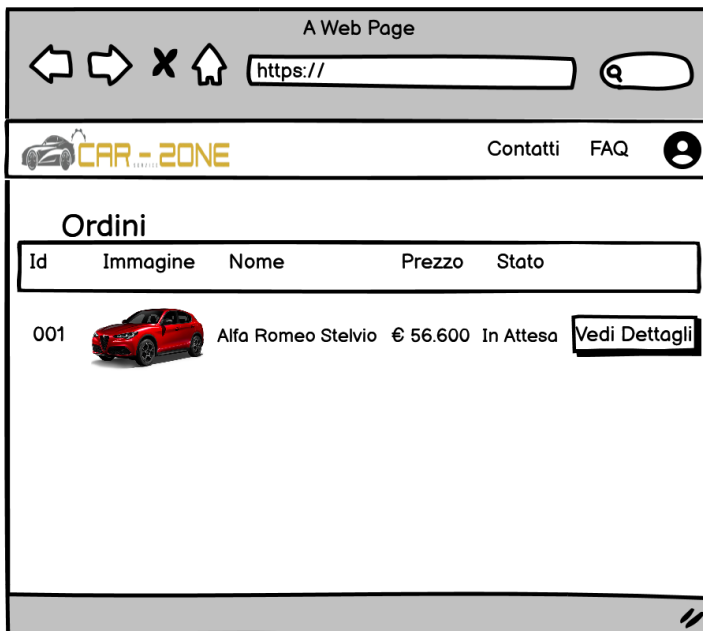 A Web Page
https://
CAR - ZONE
SERVICE
Contatti FAQ
Ordini
Id Immagine Nome Prezzo Stato
001 Alfa Romeo Stelvio € 56.600 In Attesa Vedi Dettagli